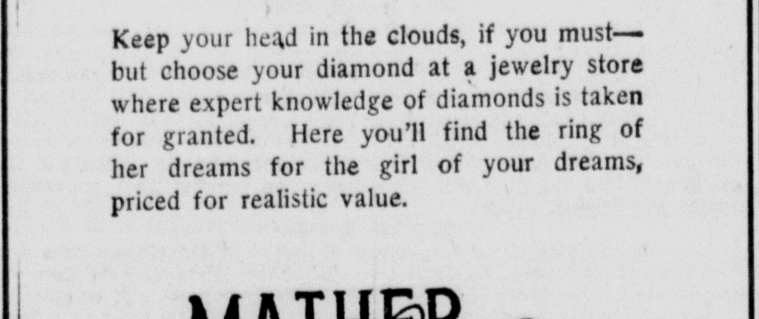 Keep your head in the clouds, if you must—
but choose your diamond at a jewelry store
where expert knowledge of diamonds is taken
for granted. Here you'll find the ring of
her dreams for the girl of your dreams,
priced for realistic value.
MATHER